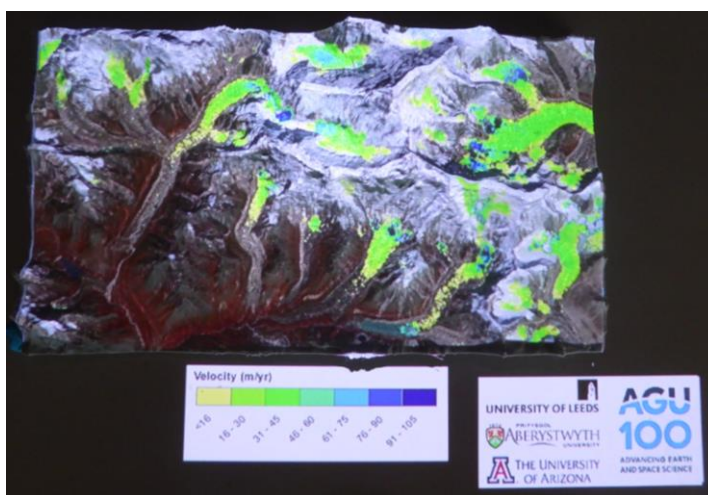 Velocity (m/yr)
<16
16 - 30
31 - 45
46 - 60
61 - 75
76 - 90
91 - 105
UNIVERSITY OF LEEDS
PRIFYSGOL
ABERYSTWYTH
UNIVERSITY
THE UNIVERSITY
OF ARIZONA
AGU
100
ADVANCING EARTH
AND SPACE SCIENCE